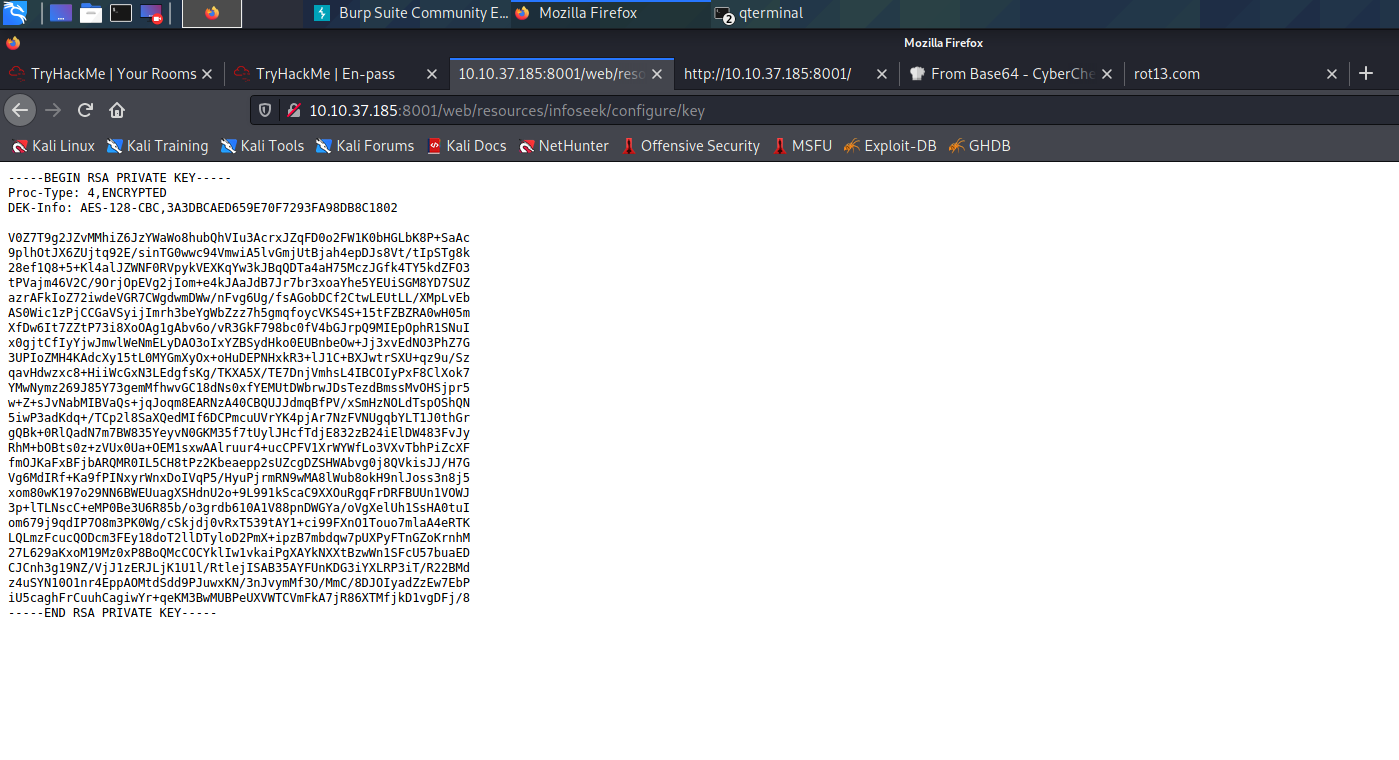 Burp Suite Community E...
Mozilla Firefox
2
qterminal
Mozilla Firefox
TryHackMe | Your Rooms
TryHackMe | En-pass
10.10.37.185:8001/web/reso
http://10.10.37.185:8001/
From Base64 - CyberChe
rot13.com
10.10.37.185:8001/web/resources/infoseek/configure/key
Kali Linux
Kali Training
Kali Tools
Kali Forums
Kali Docs
NetHunter
Offensive Security
MSFU
Exploit-DB
GHDB
-----BEGIN RSA PRIVATE KEY-----
Proc-Type: 4,ENCRYPTED
DEK-Info: AES-128-CBC,3A3DBCAED659E70F7293FA98DB8C1802
V0Z7T9g2JZvMMhiZ6JzYWaWo8hubQhVIu3AcrxJZqFD0o2FW1K0bHGLbK8P+SaAc
9plhOtJX6ZUjtq92E/sinTG0wwc94VmwiA5lvGmjUtBjah4epDJs8Vt/tIpSTg8k
28ef1Q8+5+Kl4alJZWNF0RVpykVEXKqYw3kJBqQDTa4aH75MczJGfk4TY5kdZFO3
tPVajm46V2C/9OrjOpEVg2jIom+e4kJAaJdB7Jr7br3xoaYhe5YEUiSGM8YD7SUZ
azrAFkIoZ72iwdeVGR7CWgdwmDWw/nFvg6Ug/fsAGobDCf2CtwLEUtLL/XMpLvEb
AS0Wic1zPjCCGaVSyijImrh3beYgWbZzz7h5gmqfoycVKS4S+15tFZBZRA0wH05m
XfDw6It7ZZtP73i8XoOAg1gAbv6o/vR3GkF798bc0fV4bGJrpQ9MIEpOphR1SNuI
x0gjtCfIyYjwJmwlWeNmELyDAO3oIxYZBSydHko0EUBnbeOw+Jj3xvEdNO3PhZ7G
3UPIoZMH4KAdcXy15tL0MYGmXyOx+oHuDEPNHxkR3+lJ1C+BXJwtrSXU+qz9u/Sz
qavHdwzxc8+HiiWcGxN3LEdgfsKg/TKXA5X/TE7DnjVmhsL4IBCOIyPxF8ClXok7
YMwNymz269J85Y73gemMfhwvGC18dNs0xfYEMUtDWbrwJDsTezdBmssMvOHSjpr5
w+Z+sJvNabMIBVaQs+jqJoqm8EARNzA40CBQUJJdmqBfPV/xSmHzNOLdTspOShQN
5iwP3adKdq+/TCp2l8SaXQedMIf6DCPmcuUVrYK4pjAr7NzFVNUgqbYLT1J0thGr
gQBk+0RlQadN7m7BW835YeyvN0GKM35f7tUylJHcfTdjE832zB24iElDW483FvJy
RhM+bOBts0z+zVUx0Ua+OEM1sxwAAlruur4+ucCPFV1XrWYWfLo3VXvTbhPiZcXF
fmOJKaFxBFjbARQMR0IL5CH8tPz2Kbeaepp2sUZcgDZSHWAbvg0j8QVkisJJ/H7G
Vg6MdIRf+Ka9fPINxyrWnxDoIVqP5/HyuPjrmRN9wMA8lWub8okH9nlJoss3n8j5
xom80wK197o29NN6BWEUuagXSHdnU2o+9L991kScaC9XXOuRgqFrDRFBUUn1VOWJ
3p+lTLNscC+eMP0Be3U6R85b/o3grdb610A1V88pnDWGYa/oVgXelUh1SsHA0tuI
om679j9qdIP7O8m3PK0Wg/cSkjdj0vRxT539tAY1+ci99FXnO1Touo7mlaA4eRTK
LQLmzFcucQODcm3FEy18doT2llDTyloD2PmX+ipzB7mbdqw7pUXPyFTnGZoKrnhM
27L629aKxoM19Mz0xP8BoQMcCOCYklIw1vkaiPgXAYkNXXtBzwWn1SFcU57buaED
CJCnh3g19NZ/VjJ1zERJLjK1U1l/RtlejISAB35AYFUnKDG3iYXLRP3iT/R22BMd
z4uSYN10O1nr4EppAOMtdSdd9PJuwxKN/3nJvymMf3O/MmC/8DJOIyadZzEw7EbP
iU5caghFrCuuhCagiwYr+qeKM3BwMUBPeUXVWTCVmFkA7jR86XTMfjkD1vgDFj/8
-----END RSA PRIVATE KEY-----